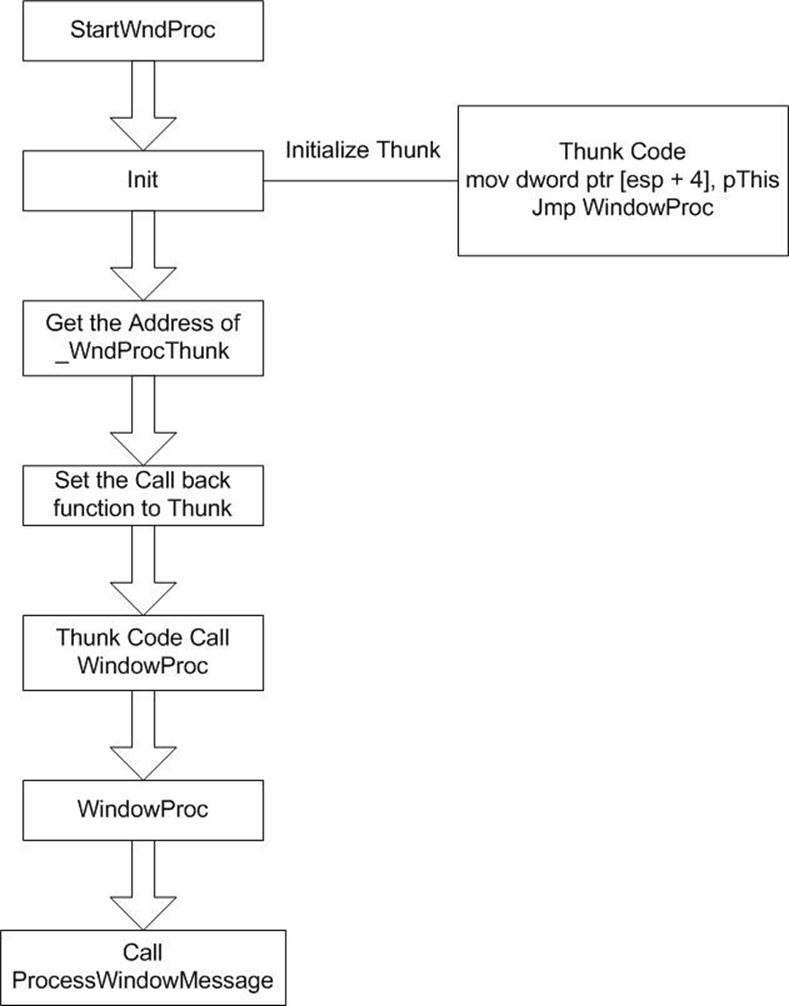 StartWndProc
Init
Initialize Thunk
Thunk Code
mov dword ptr [esp + 4], pThis
Jmp WindowProc
Get the Address of
_WndProcThunk
Set the Call back
function to Thunk
Thunk Code Call
WindowProc
WindowProc
Call
ProcessWindowMessage